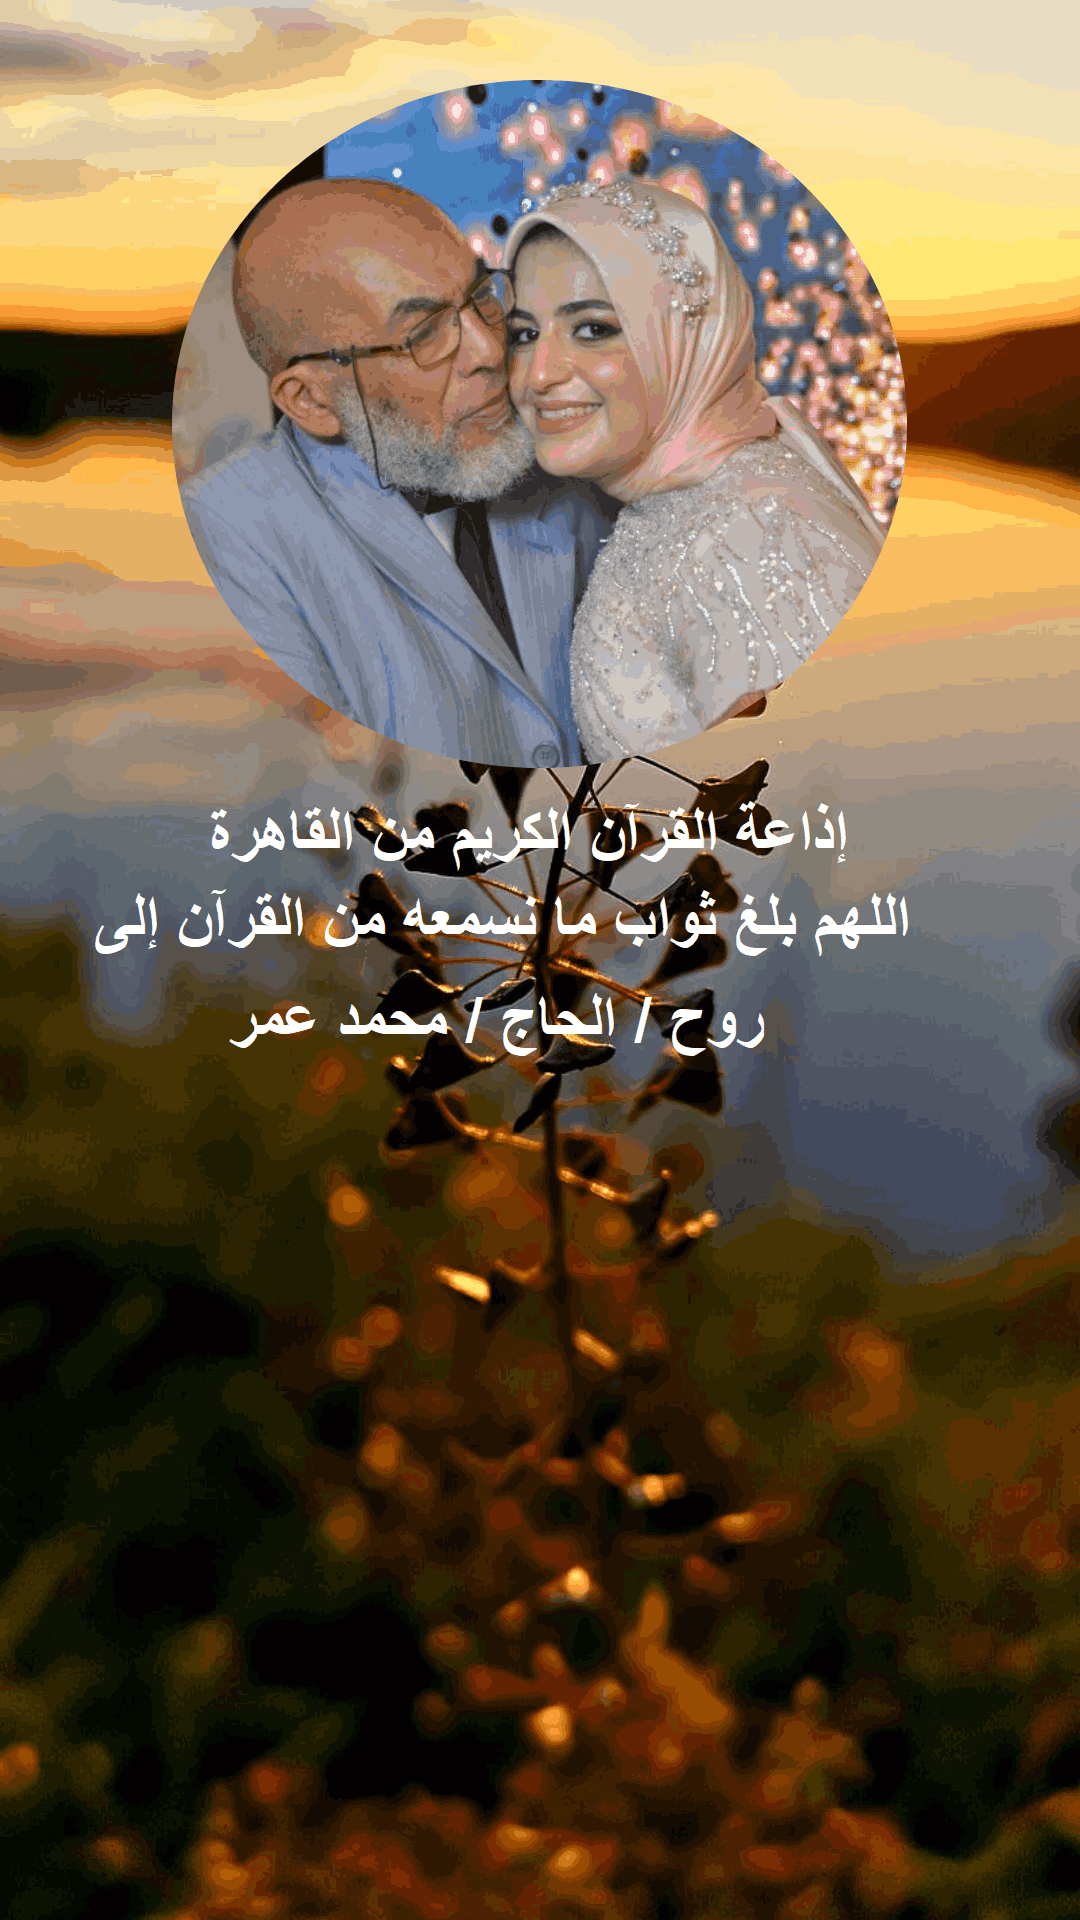 إذاعة القرآن الكريم من القاهرة
اللهم بلغ ثواب ما نسمعه من القرآن إلى
روح / الحاج / محمد عمر